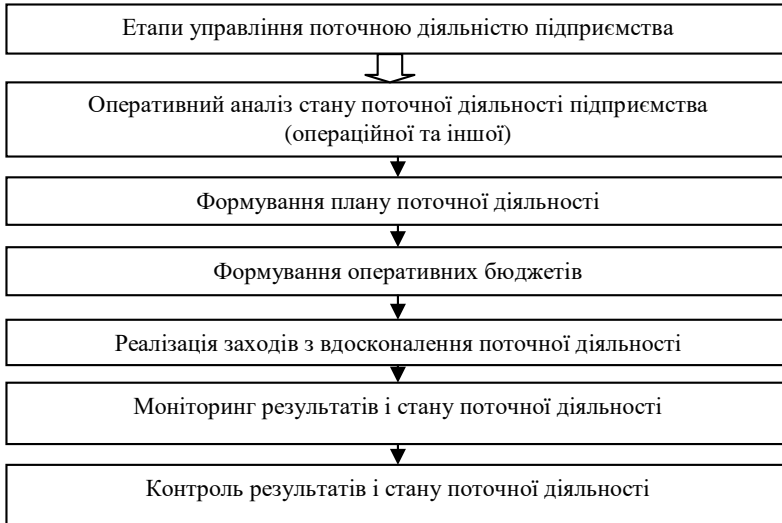 Етапи управління поточною діяльністю підприємства
Оперативний аналіз стану поточної діяльності підприємства
(операційної та іншої)
Формування плану поточної діяльності
Формування оперативних бюджетів
Реалізація заходів з вдосконалення поточної діяльності
Моніторинг результатів і стану поточної діяльності
Контроль результатів і стану поточної діяльності